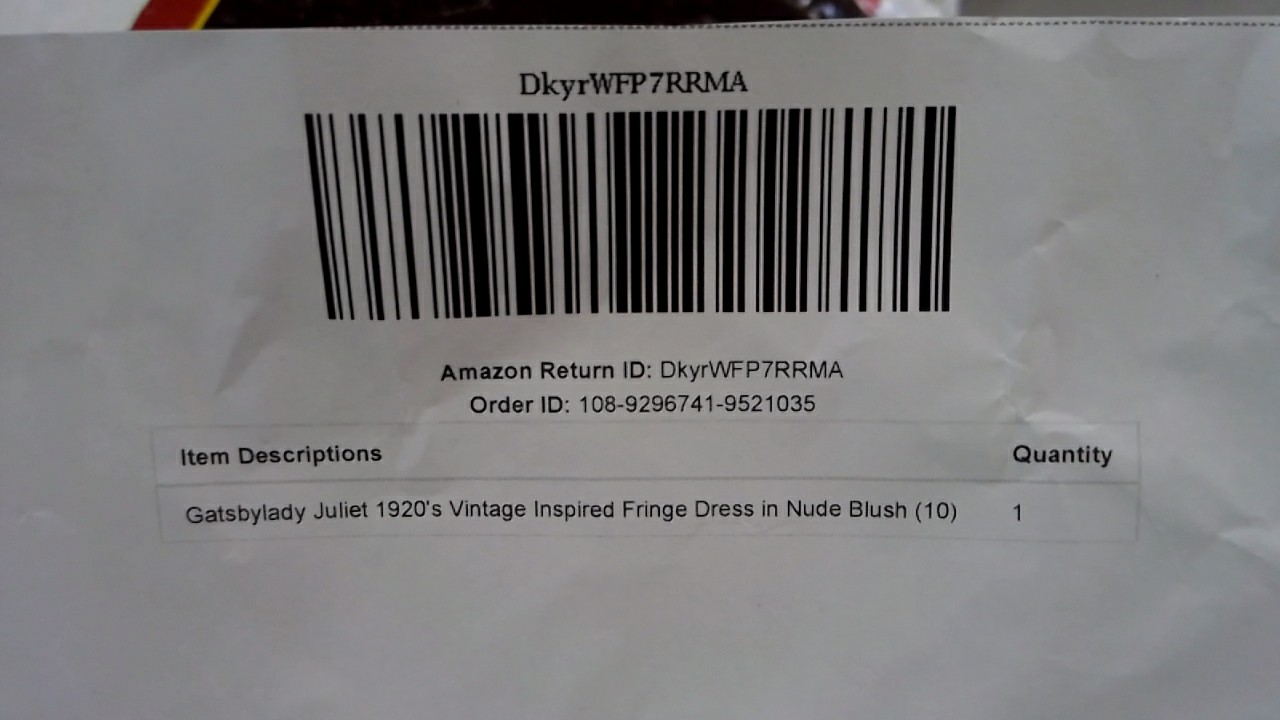 DkyrWFP7RRMA
Amazon Return ID: DkyrWFP7RRMA
Order ID: 108-9296741-9521035
Item Descriptions Quantity
Gatsbylady Juliet 1920's Vintage Inspired Fringe Dress in Nude Blush (10) 1